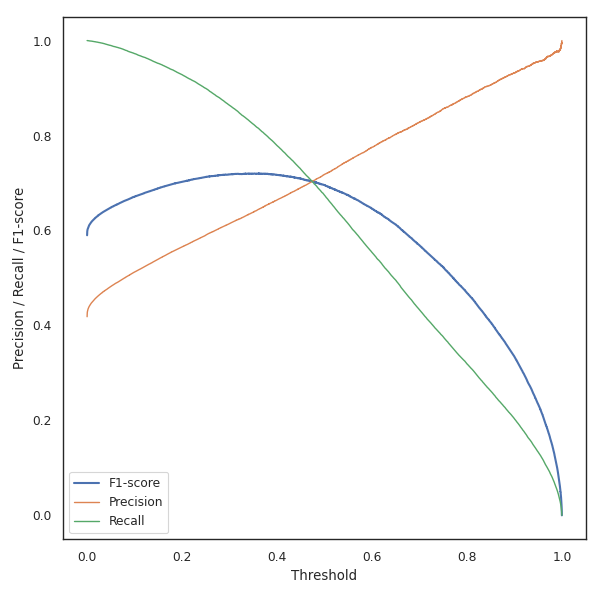 1.0
0.8
0.6
0.4
0.2
0.0
Precision / Recall / F1-score
F1-score
Precision
Recall
0.0 0.2 0.4 0.6 0.8 1.0
Threshold